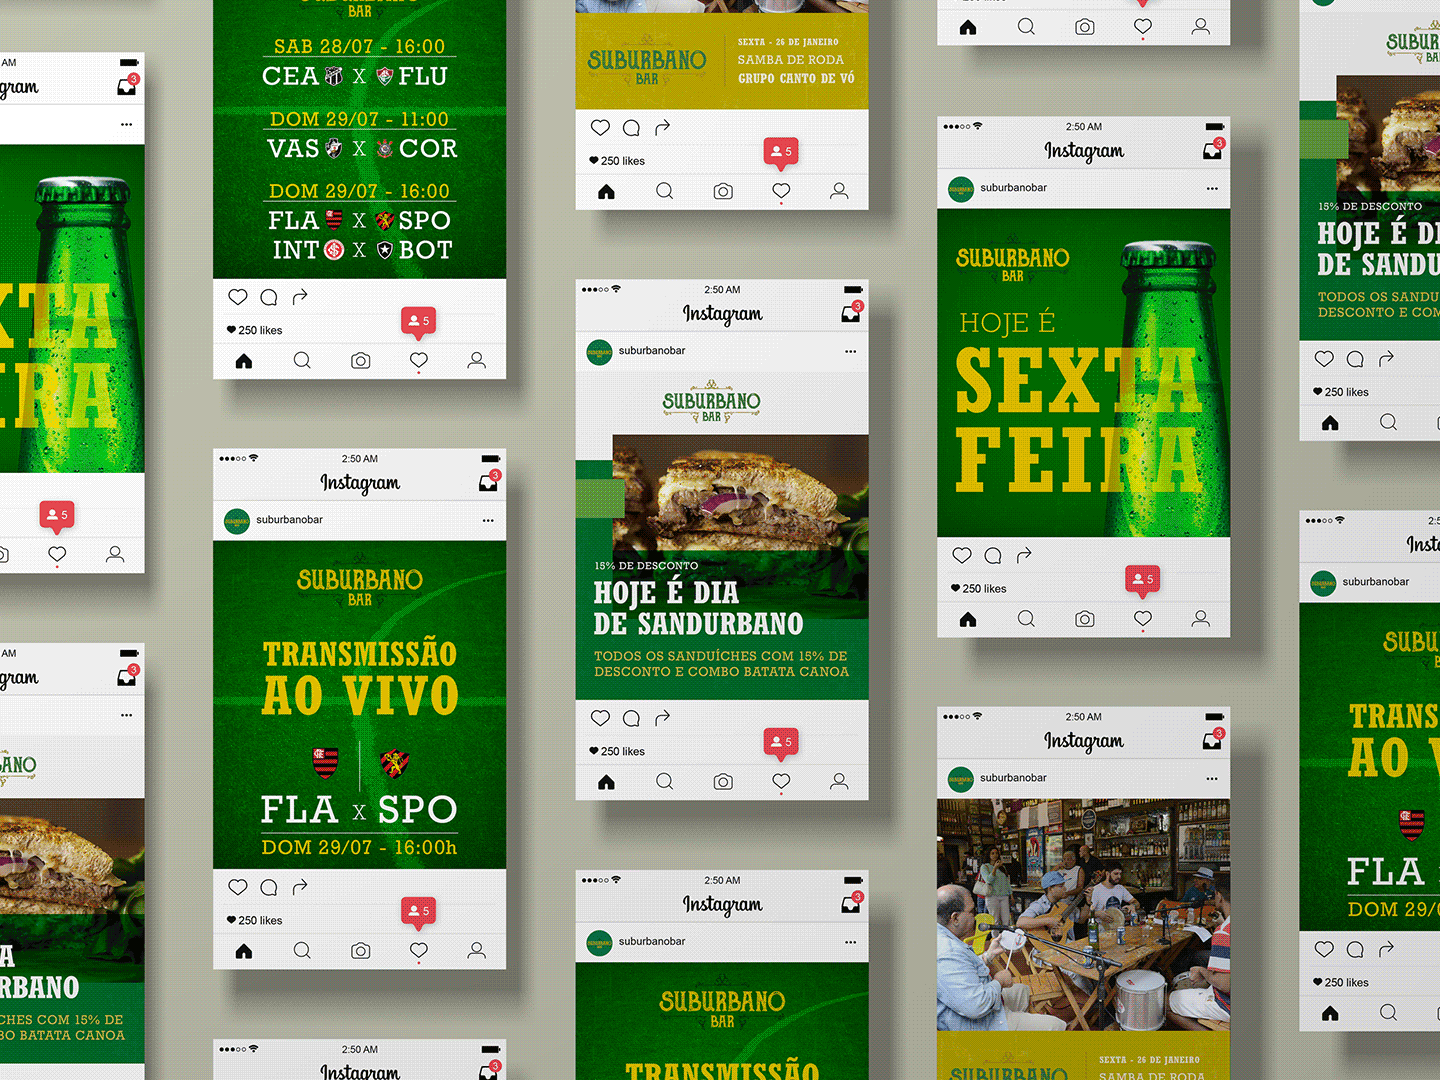 AM
gram
3
XTA
IRA
5
AM
gram
3
BANO
A
RBANO
CHES COM 15% DE
BO BATATA CANOA
SUBURBANO
BAR
SAB 28/07 - 16:00
CEA X FLU
DOM 29/07 - 11:00
VAS X COR
DOM 29/07 - 16:00
FLA X SPO
INT X BOT
250 likes
5
2:50 AM
Instagram
3
suburbanobar
SUBURBANO
BAR
TRANSMISSÃO
AO VIVO
FLA X SPO
DOM 29/07 - 16:00h
250 likes
5
2:50 AM
Instagram
3
SUBURBANO
BAR
SEXTA - 26 DE JANEIRO
SAMBA DE RODA
GRUPO CANTO DE VÓ
250 likes
5
2:50 AM
Instagram
3
suburbanobar
SUBURBANO
BAR
15% DE DESCONTO
HOJE É DIA
DE SANDURBANO
TODOS OS SANDUÍCHES COM 15% DE
DESCONTO E COMBO BATATA CANOA
250 likes
5
2:50 AM
Instagram
3
suburbanobar
SUBURBANO
BAR
TRANSMISSÃO
250 likes
2:50 AM
Instagram
3
suburbanobar
SUBURBANO
BAR
HOJE É
SEXTA
FEIRA
250 likes
5
2:50 AM
Instagram
3
suburbanobar
SUBURBANO
SEXTA - 26 DE JANEIRO
SAMBA DE RODA
SUBUR
BA
15% DE DESCONTO
HOJE É DI
DE SANDU
TODOS OS SANDU
DESCONTO E COM
250 likes
2:5
Insta
suburbanobar
SUBU
TRANS
AO V
FLA
DOM 29/0
250 likes